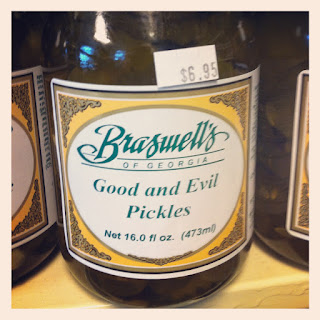 $6.95
Braswell's
OF GEORGIA
Good and Evil
Pickles
Net 16.0 fl oz. (473ml)